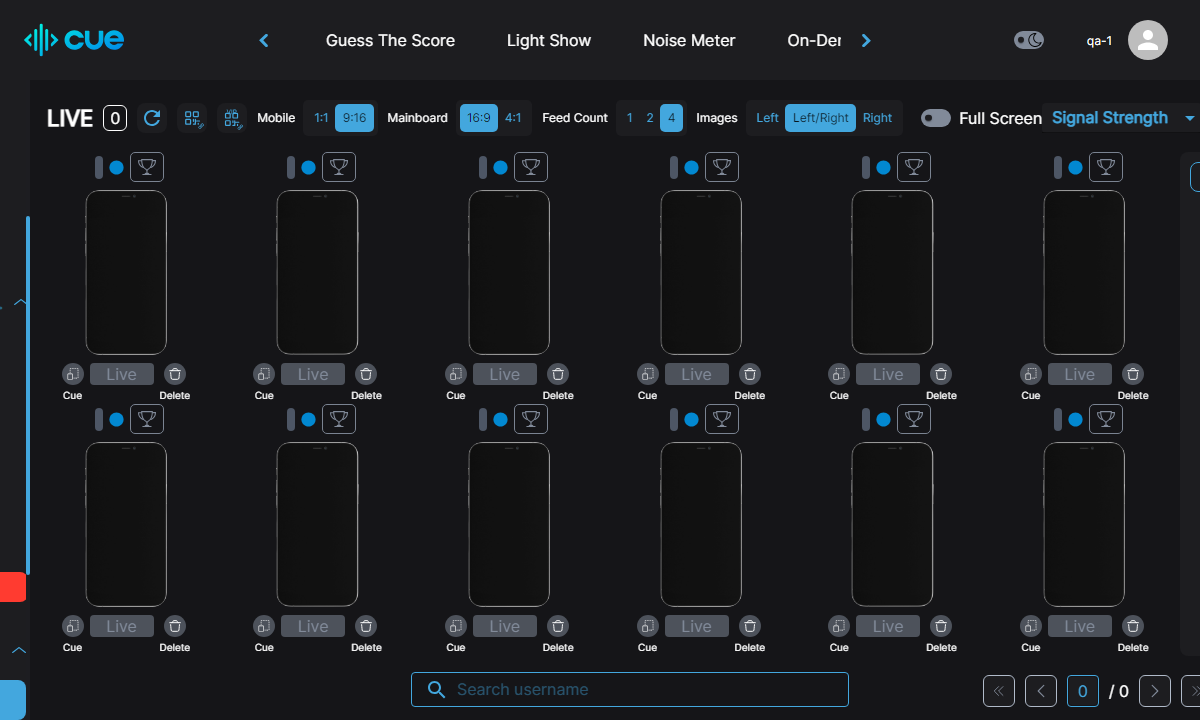 cue
Guess The Score
Light Show
Noise Meter
On-Der
qa-1
LIVE 0
Mobile 1:1 9:16
Mainboard 16:9 4:1
Feed Count 1 2 4
Images Left Left/Right Right
Full Screen
Signal Strength
Live Live Live Live Live Live
Cue Delete Cue Delete Cue Delete Cue Delete Cue Delete Cue Delete
Live Live Live Live Live Live
Cue Delete Cue Delete Cue Delete Cue Delete Cue Delete Cue Delete
Search username
0 / 0